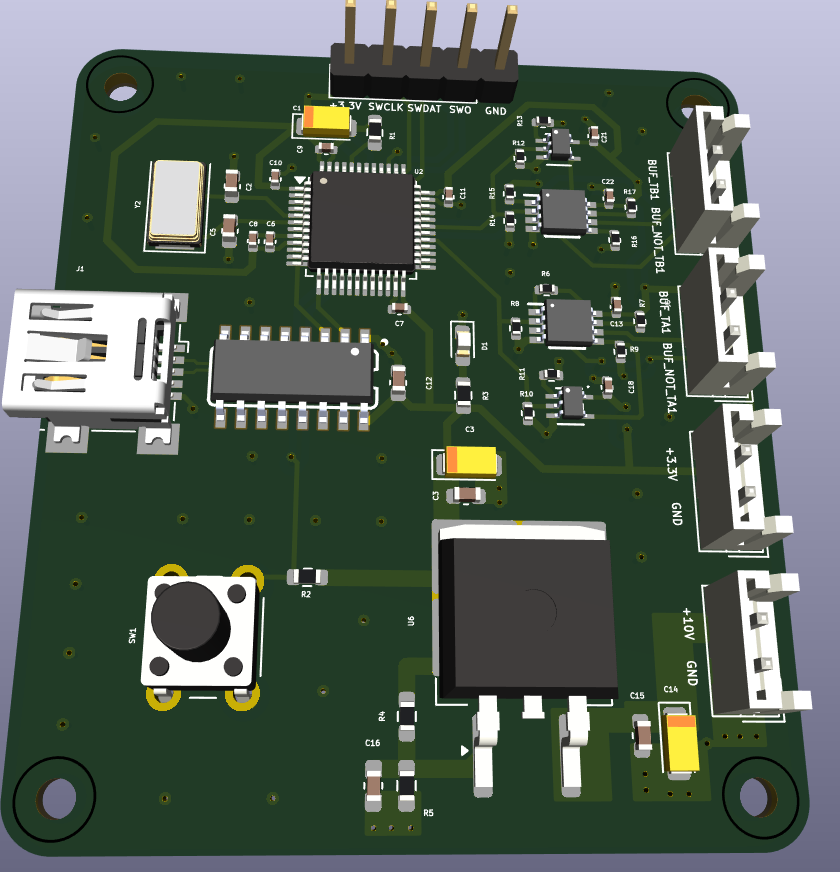 +3.3V SWCLK SWDAT SWO GND
C1
R1
C9
U2
R13
C21
R12
C10
C2
Y2
C11
R15
C22
R17
R14
C5
C8 C6
R16
BUF_TB1
BUF_NOT_TB1
J1
R6
C7
R8
C13
R7
BUF_TA1
BUF_NOT_TA1
D1
R9
R11
C12
R3
R10
C18
C3
+3.3V
C3
GND
R2
SW1
U6
+10V
GND
R4
C15
C14
C16
R5